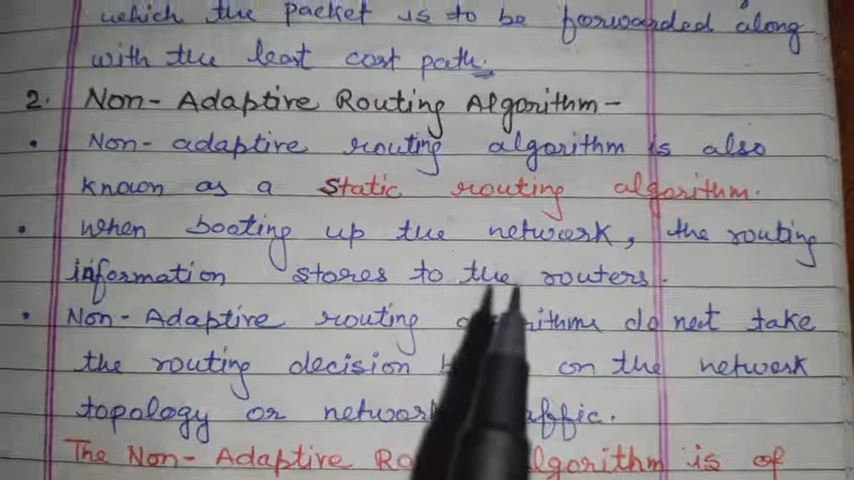 which the packet is to be forwarded along
with the least cost path.
2. Non-Adaptive Routing Algorithm-
• Non-adaptive routing algorithm is also
known as a static routing algorithm.
• When booting up the network, the routing
information stores to the routers.
• Non-Adaptive routing do not take
the routing decision on the network
topology or
The Non-Adaptive is of